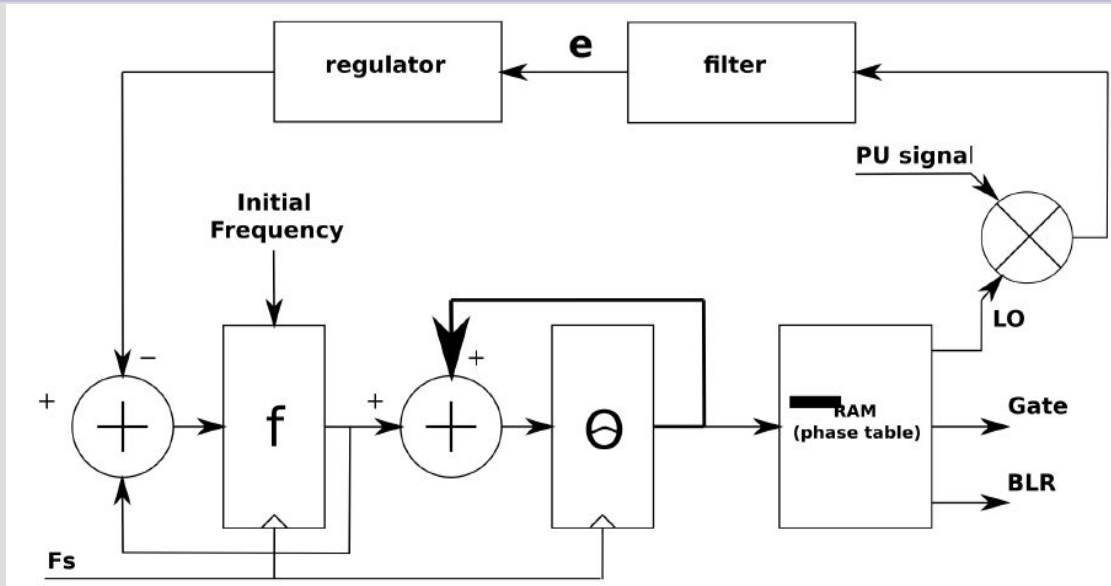 regulator
e
filter
PU signal
Initial
Frequency
LO
−
+
+
+
f
Θ
RAM
(phase table)
Gate
BLR
Fs